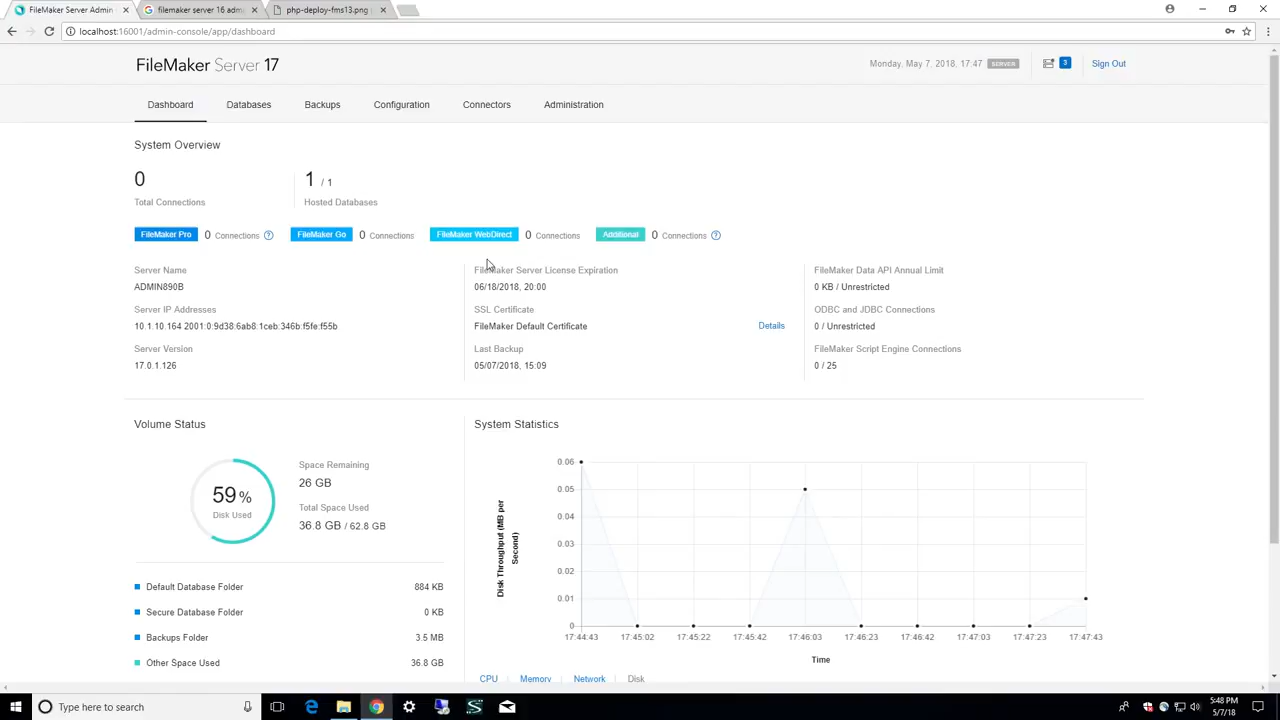 FileMaker Server Admin
filemaker server 16 adm
php-deploy-fms13.png
localhost:16001/admin-console/app/dashboard
FileMaker Server 17
Monday, May 7, 2018, 17:47 SERVER 3 Sign Out
Dashboard Databases Backups Configuration Connectors Administration
System Overview
0
Total Connections
1 / 1
Hosted Databases
FileMaker Pro 0 Connections ?
FileMaker Go 0 Connections
FileMaker WebDirect 0 Connections
Additional 0 Connections ?
Server Name
ADMIN890B
Server IP Addresses
10.1.10.164 2001:0:9d38:6ab8:1ceb:346b:f5fe:f55b
Server Version
17.0.1.126
FileMaker Server License Expiration
06/18/2018, 20:00
SSL Certificate
FileMaker Default Certificate Details
Last Backup
05/07/2018, 15:09
FileMaker Data API Annual Limit
0 KB / Unrestricted
ODBC and JDBC Connections
0 / Unrestricted
FileMaker Script Engine Connections
0 / 25
Volume Status
59%
Disk Used
Space Remaining
26 GB
Total Space Used
36.8 GB / 62.8 GB
Default Database Folder 884 KB
Secure Database Folder 0 KB
Backups Folder 3.5 MB
Other Space Used 36.8 GB
System Statistics
Disk Throughput (MB per
Second)
0.06
0.05
0.04
0.03
0.02
0.01
0
17:44:43 17:45:02 17:45:22 17:45:42 17:46:03 17:46:23 17:46:42 17:47:03 17:47:23 17:47:43
Time
CPU Memory Network Disk
Type here to search
5:48 PM
5/7/18